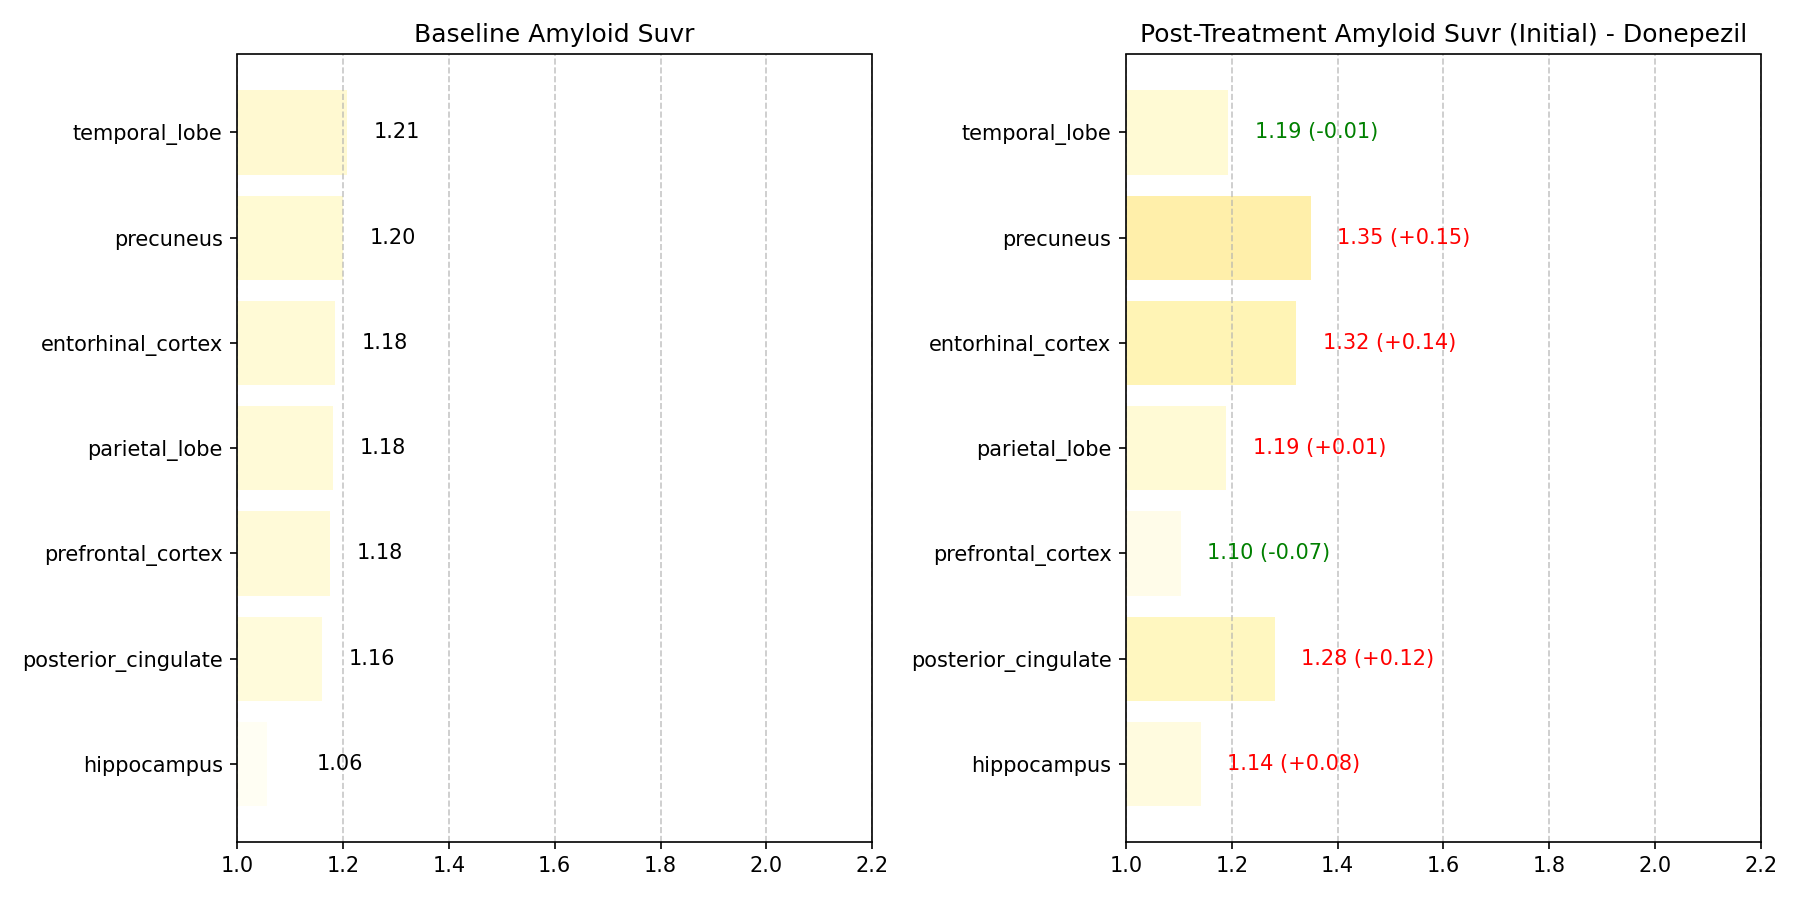 Baseline Amyloid Suvr
temporal_lobe
1.21
precuneus
1.20
entorhinal_cortex
1.18
parietal_lobe
1.18
prefrontal_cortex
1.18
posterior_cingulate
1.16
hippocampus
1.06
1.0 1.2 1.4 1.6 1.8 2.0 2.2
Post-Treatment Amyloid Suvr (Initial) - Donepezil
temporal_lobe
1.19 (-0.01)
precuneus
1.35 (+0.15)
entorhinal_cortex
1.32 (+0.14)
parietal_lobe
1.19 (+0.01)
prefrontal_cortex
1.10 (-0.07)
posterior_cingulate
1.28 (+0.12)
hippocampus
1.14 (+0.08)
1.0 1.2 1.4 1.6 1.8 2.0 2.2